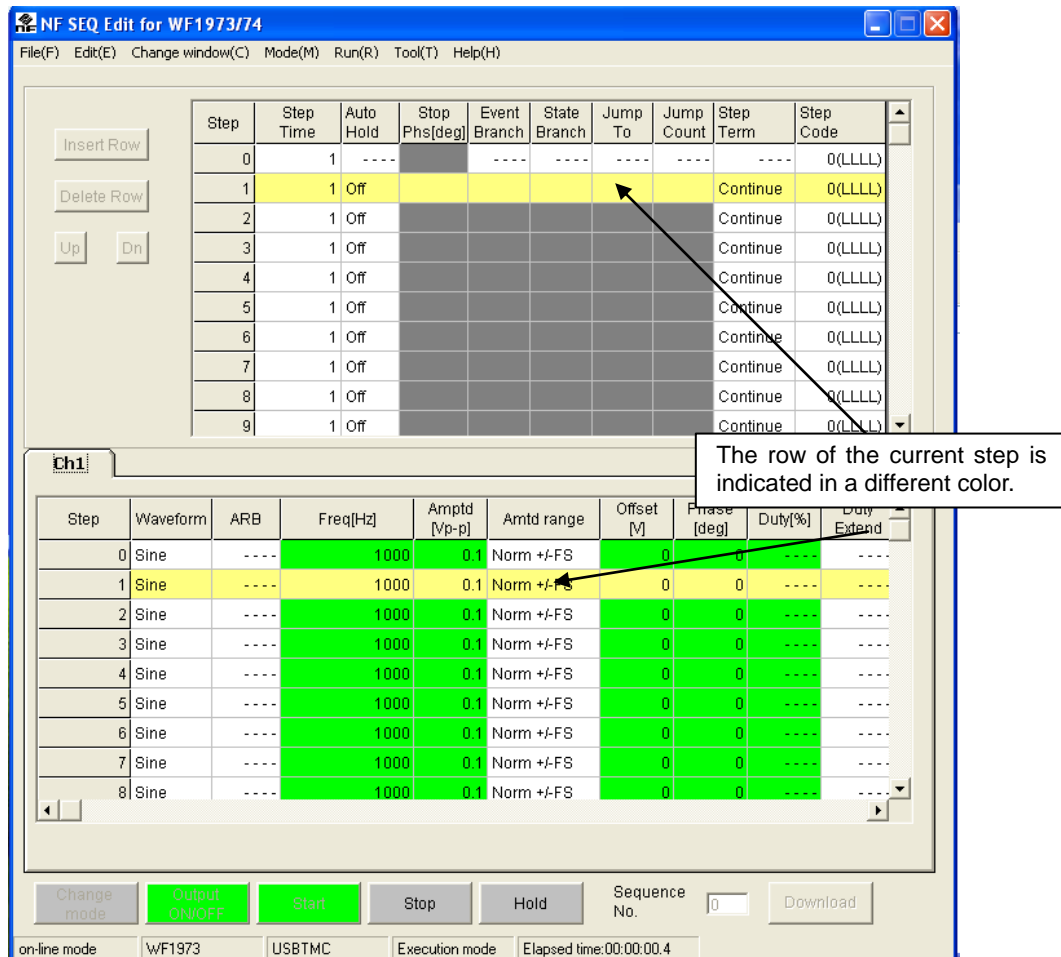 NF SEQ Edit for WF1973/74
File(F) Edit(E) Change window(C) Mode(M) Run(R) Tool(T) Help(H)
Insert Row
Delete Row
Up Dn
Step Step Time Auto Hold Stop Phs[deg] Event Branch State Branch Jump To Jump Count Step Term Step Code
0 1 ---- ---- ---- ---- ---- ---- 0(LLLL)
1 1 Off Continue 0(LLLL)
2 1 Off Continue 0(LLLL)
3 1 Off Continue 0(LLLL)
4 1 Off Continue 0(LLLL)
5 1 Off Continue 0(LLLL)
6 1 Off Continue 0(LLLL)
7 1 Off Continue 0(LLLL)
8 1 Off Continue 0(LLLL)
9 1 Off Continue 0(LLLL)
The row of the current step is
indicated in a different color.
Ch1
Step Waveform ARB Freq[Hz] Amptd [Vp-p] Amtd range Offset [V] Phase [deg] Duty[%] Duty Extend
0 Sine ---- 1000 0.1 Norm +/-FS 0 0 ---- ----
1 Sine ---- 1000 0.1 Norm +/-FS 0 0 ---- ----
2 Sine ---- 1000 0.1 Norm +/-FS 0 0 ---- ----
3 Sine ---- 1000 0.1 Norm +/-FS 0 0 ---- ----
4 Sine ---- 1000 0.1 Norm +/-FS 0 0 ---- ----
5 Sine ---- 1000 0.1 Norm +/-FS 0 0 ---- ----
6 Sine ---- 1000 0.1 Norm +/-FS 0 0 ---- ----
7 Sine ---- 1000 0.1 Norm +/-FS 0 0 ---- ----
8 Sine ---- 1000 0.1 Norm +/-FS 0 0 ---- ----
Change mode Output ON/OFF Start Stop Hold Sequence No. 0 Download
on-line mode WF1973 USBTMC Execution mode Elapsed time:00:00:00.4